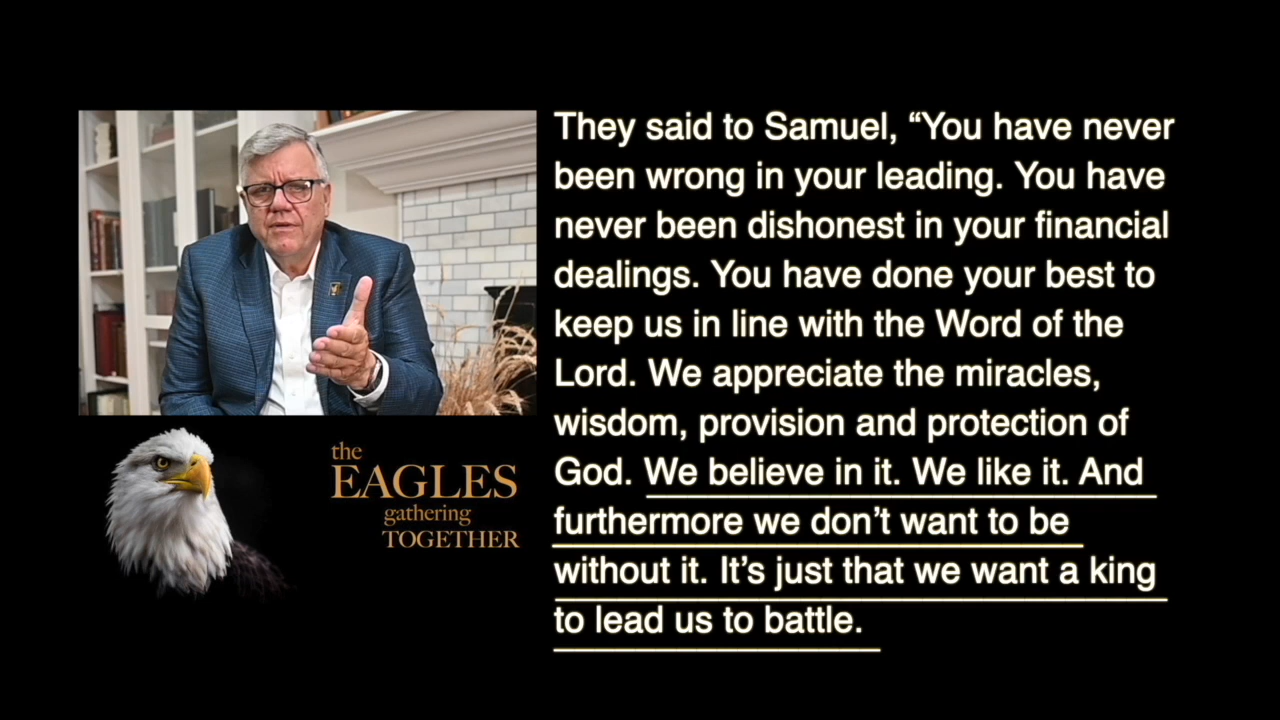 the
EAGLES
gathering
TOGETHER
They said to Samuel, “You have never
been wrong in your leading. You have
never been dishonest in your financial
dealings. You have done your best to
keep us in line with the Word of the
Lord. We appreciate the miracles,
wisdom, provision and protection of
God. We believe in it. We like it. And
furthermore we don’t want to be
without it. It’s just that we want a king
to lead us to battle.